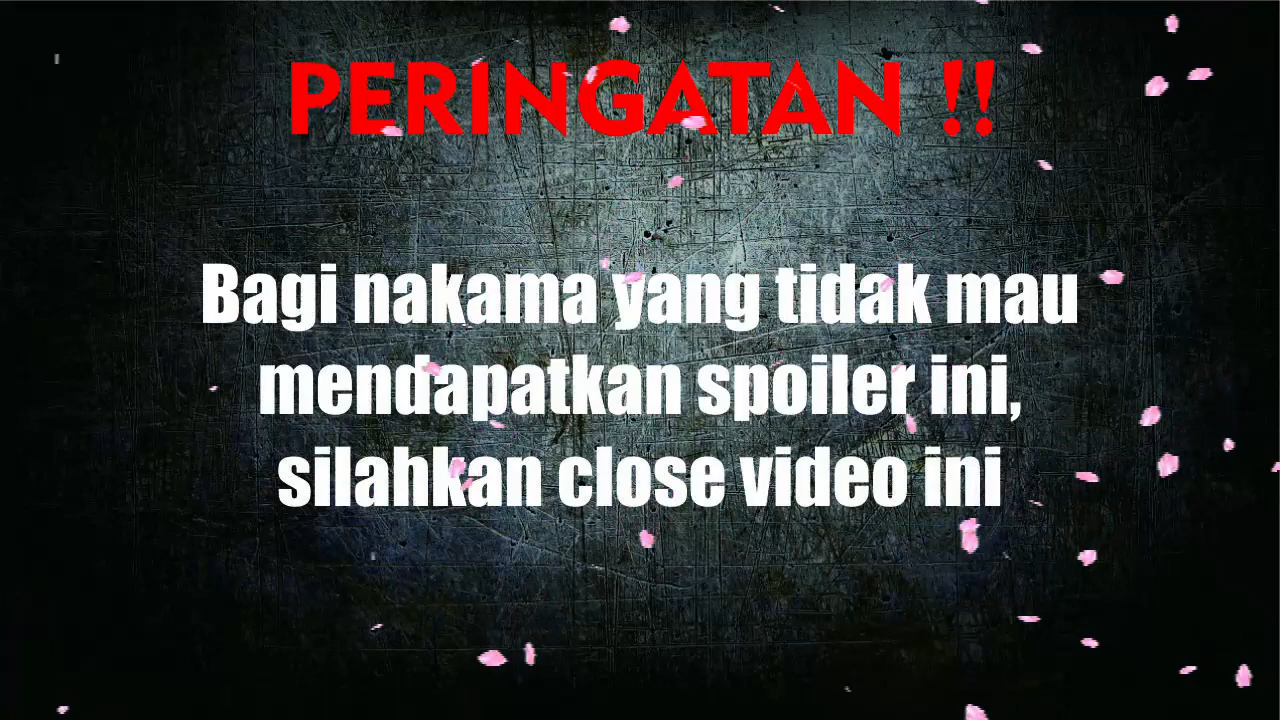 PERINGATAN !!
Bagi nakama yang tidak mau
mendapatkan spoiler ini,
silahkan close video ini